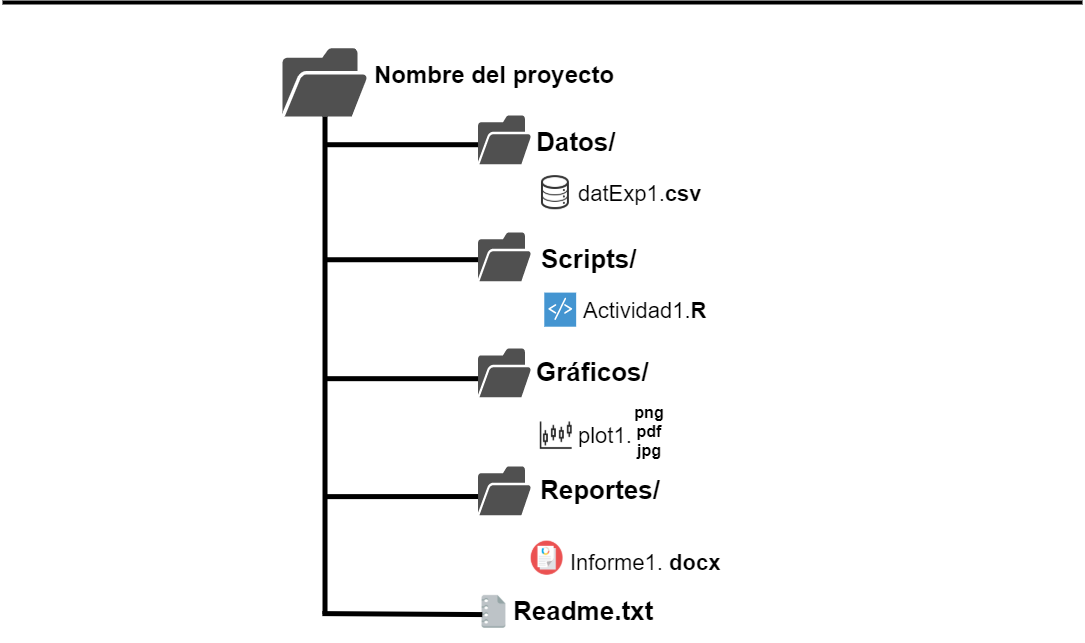 Nombre del proyecto
Datos/
datExp1.csv
Scripts/
</> Actividad1.R
Gráficos/
plot1. png
pdf
jpg
Reportes/
Informe1. docx
Readme.txt